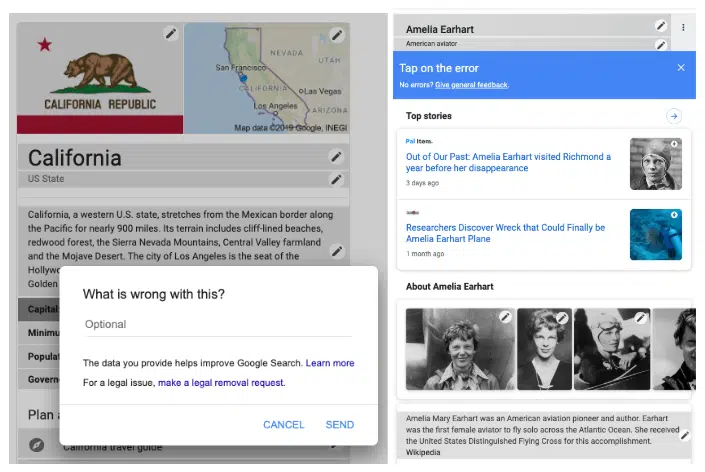 CALIFORNIA REPUBLIC
NEVADA
UTAH
San Francisco
CALIFORNIA
Las Vegas
Los Angeles
ARIZONA
Map data ©2019 Google, INEGI
California
US State
California, a western U.S. state, stretches from the Mexican border along
the Pacific for nearly 900 miles. Its terrain includes cliff-lined beaches,
redwood forest, the Sierra Nevada Mountains, Central Valley farmland
and the Mojave Desert. The city of Los Angeles is the seat of the
Hollyw
Golden
Capital:
Minimu
Popula
Govern
What is wrong with this?
Optional
The data you provide helps improve Google Search. Learn more
For a legal issue, make a legal removal request.
CANCEL SEND
Plan a
California travel guide
Amelia Earhart
American aviator
Tap on the error
No errors? Give general feedback.
Top stories
Pal Item.
Out of Our Past: Amelia Earhart visited Richmond a
year before her disappearance
3 days ago
Researchers Discover Wreck that Could Finally be
Amelia Earhart Plane
1 month ago
About Amelia Earhart
Amelia Mary Earhart was an American aviation pioneer and author. Earhart
was the first female aviator to fly solo across the Atlantic Ocean. She received
the United States Distinguished Flying Cross for this accomplishment.
Wikipedia